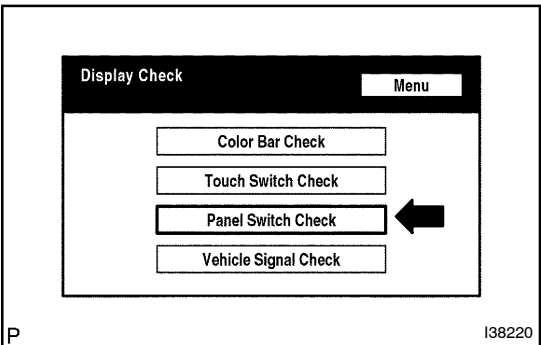 Display Check
Menu
Color Bar Check
Touch Switch Check
Panel Switch Check
Vehicle Signal Check
P
I38220